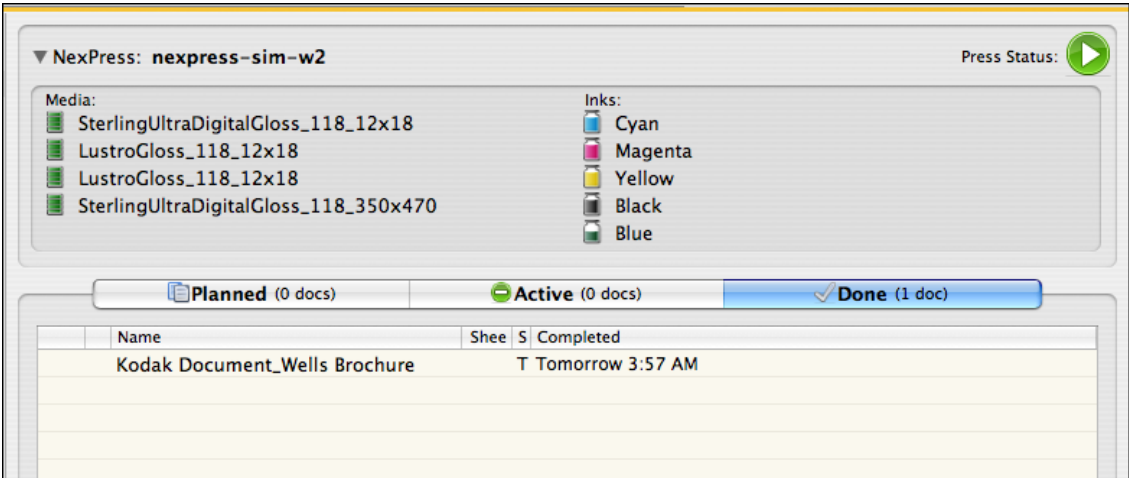 NexPress: nexpress-sim-w2
Press Status:
Media:
SterlingUltraDigitalGloss_118_12x18
LustroGloss_118_12x18
LustroGloss_118_12x18
SterlingUltraDigitalGloss_118_350x470
Inks:
Cyan
Magenta
Yellow
Black
Blue
Planned (0 docs) Active (0 docs) Done (1 doc)
Name Shee S Completed
Kodak Document_Wells Brochure T Tomorrow 3:57 AM